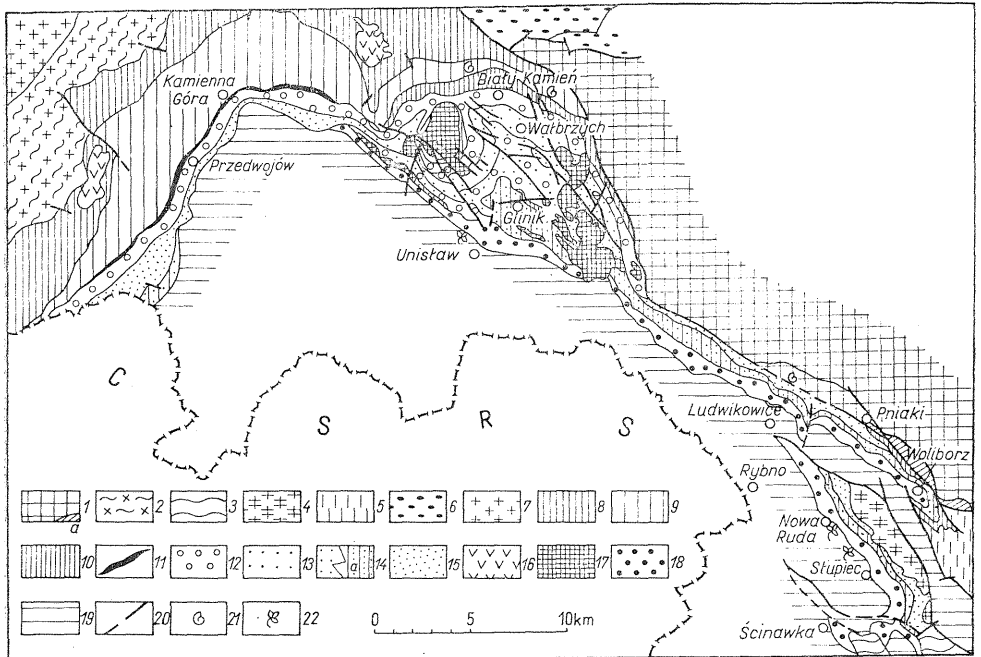 Kamienna
Góra
Biały Kamień
Wałbrzych
Przedwojów
Glinik
Unisław
C
S
R
S
Ludwikowice
Pniaki
Woliborz
Rybno
Nowa
Ruda
Słupiec
Ścinawka
1
a
2
3
4
5
6
7
8
9
10
11
12
13
a
14
15
16
17
18
19
20
21
22
0
5
10km